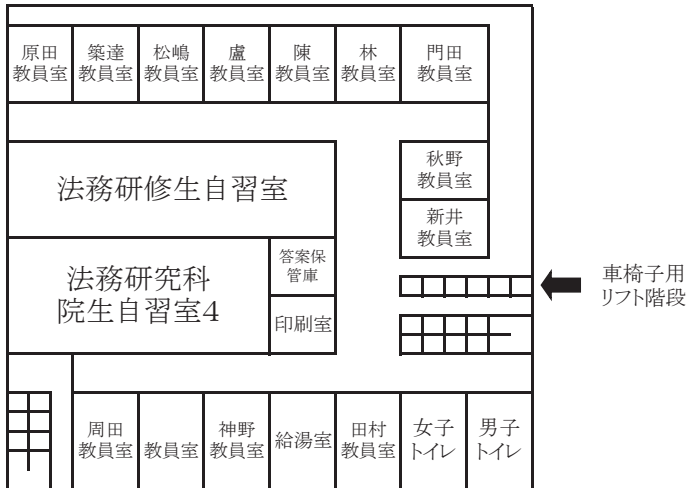 原田
教員室
築達
教員室
松嶋
教員室
盧
教員室
陳
教員室
林
教員室
門田
教員室
法務研修生自習室
秋野
教員室
新井
教員室
法務研究科
院生自習室4
答案保
管庫
印刷室
車椅子用
リフト階段
周田
教員室
教員室
神野
教員室
給湯室
田村
教員室
女子
トイレ
男子
トイレ